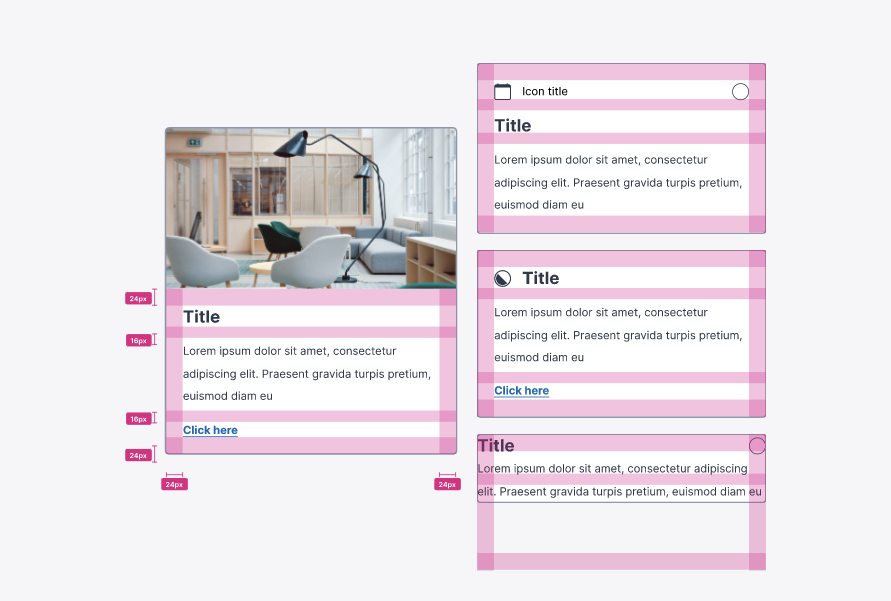 24px
Title
16px
Lorem ipsum dolor sit amet, consectetur
adipiscing elit. Praesent gravida turpis pretium,
euismod diam eu
16px
Click here
24px
24px
24px
Icon title
Title
Lorem ipsum dolor sit amet, consectetur
adipiscing elit. Praesent gravida turpis pretium,
euismod diam eu
Title
Lorem ipsum dolor sit amet, consectetur
adipiscing elit. Praesent gravida turpis pretium,
euismod diam eu
Click here
Title
Lorem ipsum dolor sit amet, consectetur adipiscing
elit. Praesent gravida turpis pretium, euismod diam eu